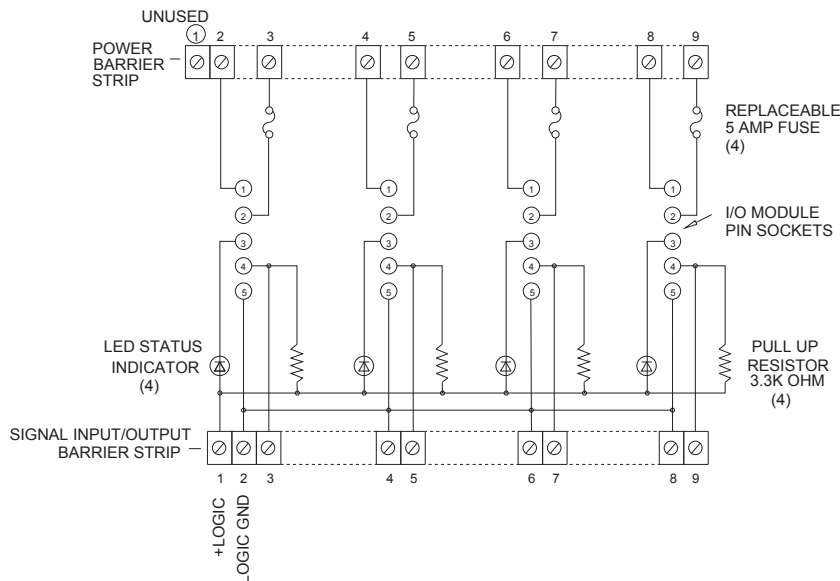 UNUSED
1 2 3 4 5 6 7 8 9
POWER
BARRIER
STRIP
REPLACEABLE
5 AMP FUSE
(4)
1 1 1 1
2 2 2 2
I/O MODULE
PIN SOCKETS
3 3 3 3
4 4 4 4
5 5 5 5
LED STATUS
INDICATOR
(4)
PULL UP
RESISTOR
3.3K OHM
(4)
SIGNAL INPUT/OUTPUT
BARRIER STRIP
1 2 3 4 5 6 7 8 9
+LOGIC
LOGIC GND